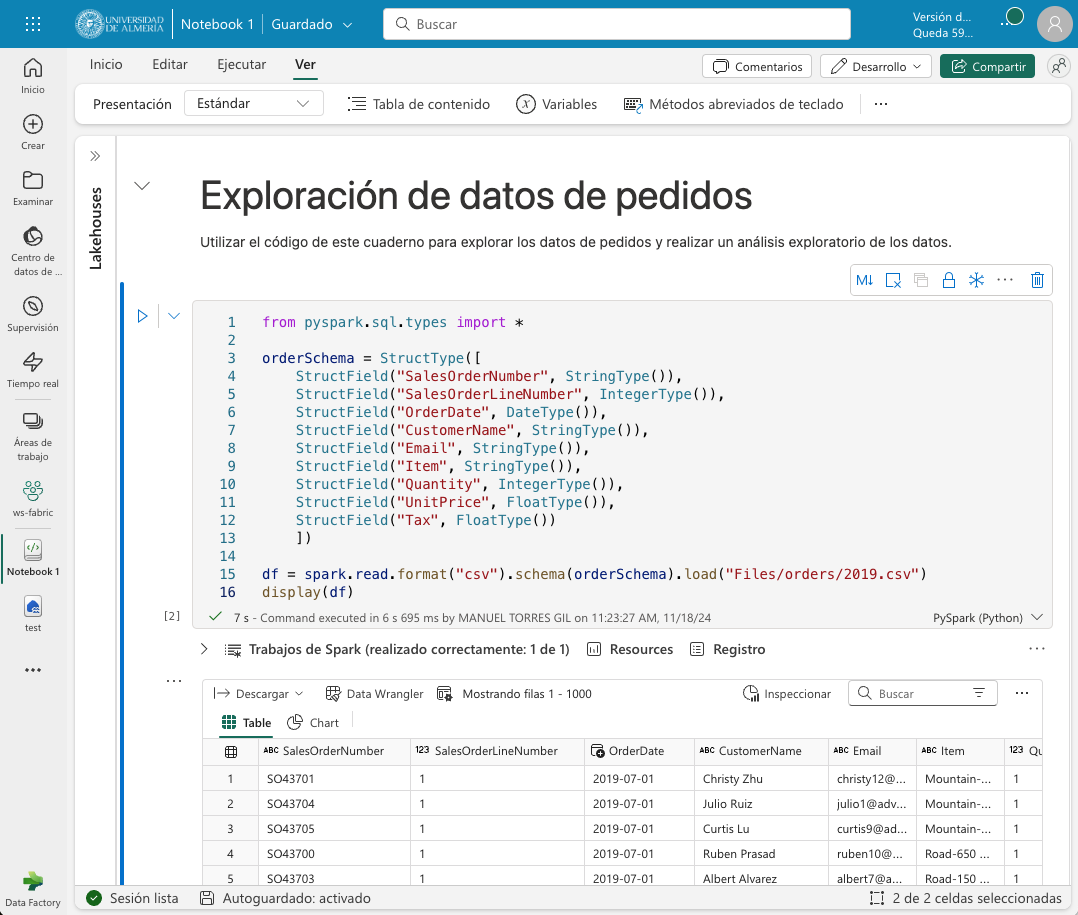 UNIVERSIDAD
DE ALMERÍA
Notebook 1
Guardado
Buscar
Versión d...
Queda 59...
Inicio
Editar
Ejecutar
Ver
Comentarios
Desarrollo
Compartir
Presentación
Estándar
Tabla de contenido
Variables
Métodos abreviados de teclado
...
Inicio
Crear
Examinar
Centro de
datos de ...
Supervisión
Tiempo real
Áreas de
trabajo
ws-fabric
Notebook 1
test
...
Data Factory
Lakehouses
Exploración de datos de pedidos
Utilizar el código de este cuaderno para explorar los datos de pedidos y realizar un análisis exploratorio de los datos.
M↓
1 from pyspark.sql.types import *
2
3 orderSchema = StructType([
4 StructField("SalesOrderNumber", StringType()),
5 StructField("SalesOrderLineNumber", IntegerType()),
6 StructField("OrderDate", DateType()),
7 StructField("CustomerName", StringType()),
8 StructField("Email", StringType()),
9 StructField("Item", StringType()),
10 StructField("Quantity", IntegerType()),
11 StructField("UnitPrice", FloatType()),
12 StructField("Tax", FloatType())
13 ])
14
15 df = spark.read.format("csv").schema(orderSchema).load("Files/orders/2019.csv")
16 display(df)
[2] 7 s - Command executed in 6 s 695 ms by MANUEL TORRES GIL on 11:23:27 AM, 11/18/24 PySpark (Python)
Trabajos de Spark (realizado correctamente: 1 de 1) Resources Registro ...
Descargar Data Wrangler Mostrando filas 1 - 1000 Inspeccionar Buscar ...
Table Chart
ABC SalesOrderNumber 123 SalesOrderLineNumber OrderDate ABC CustomerName ABC Email ABC Item 123 Qu
1 SO43701 1 2019-07-01 Christy Zhu christy12@... Mountain-... 1
2 SO43704 1 2019-07-01 Julio Ruiz julio1@adv... Mountain-... 1
3 SO43705 1 2019-07-01 Curtis Lu curtis9@ad... Mountain-... 1
4 SO43700 1 2019-07-01 Ruben Prasad ruben10@... Road-650 ... 1
5 SO43703 1 2019-07-01 Albert Alvarez albert7@a... Road-150 ... 1
Sesión lista Autoguardado: activado 2 de 2 celdas seleccionadas